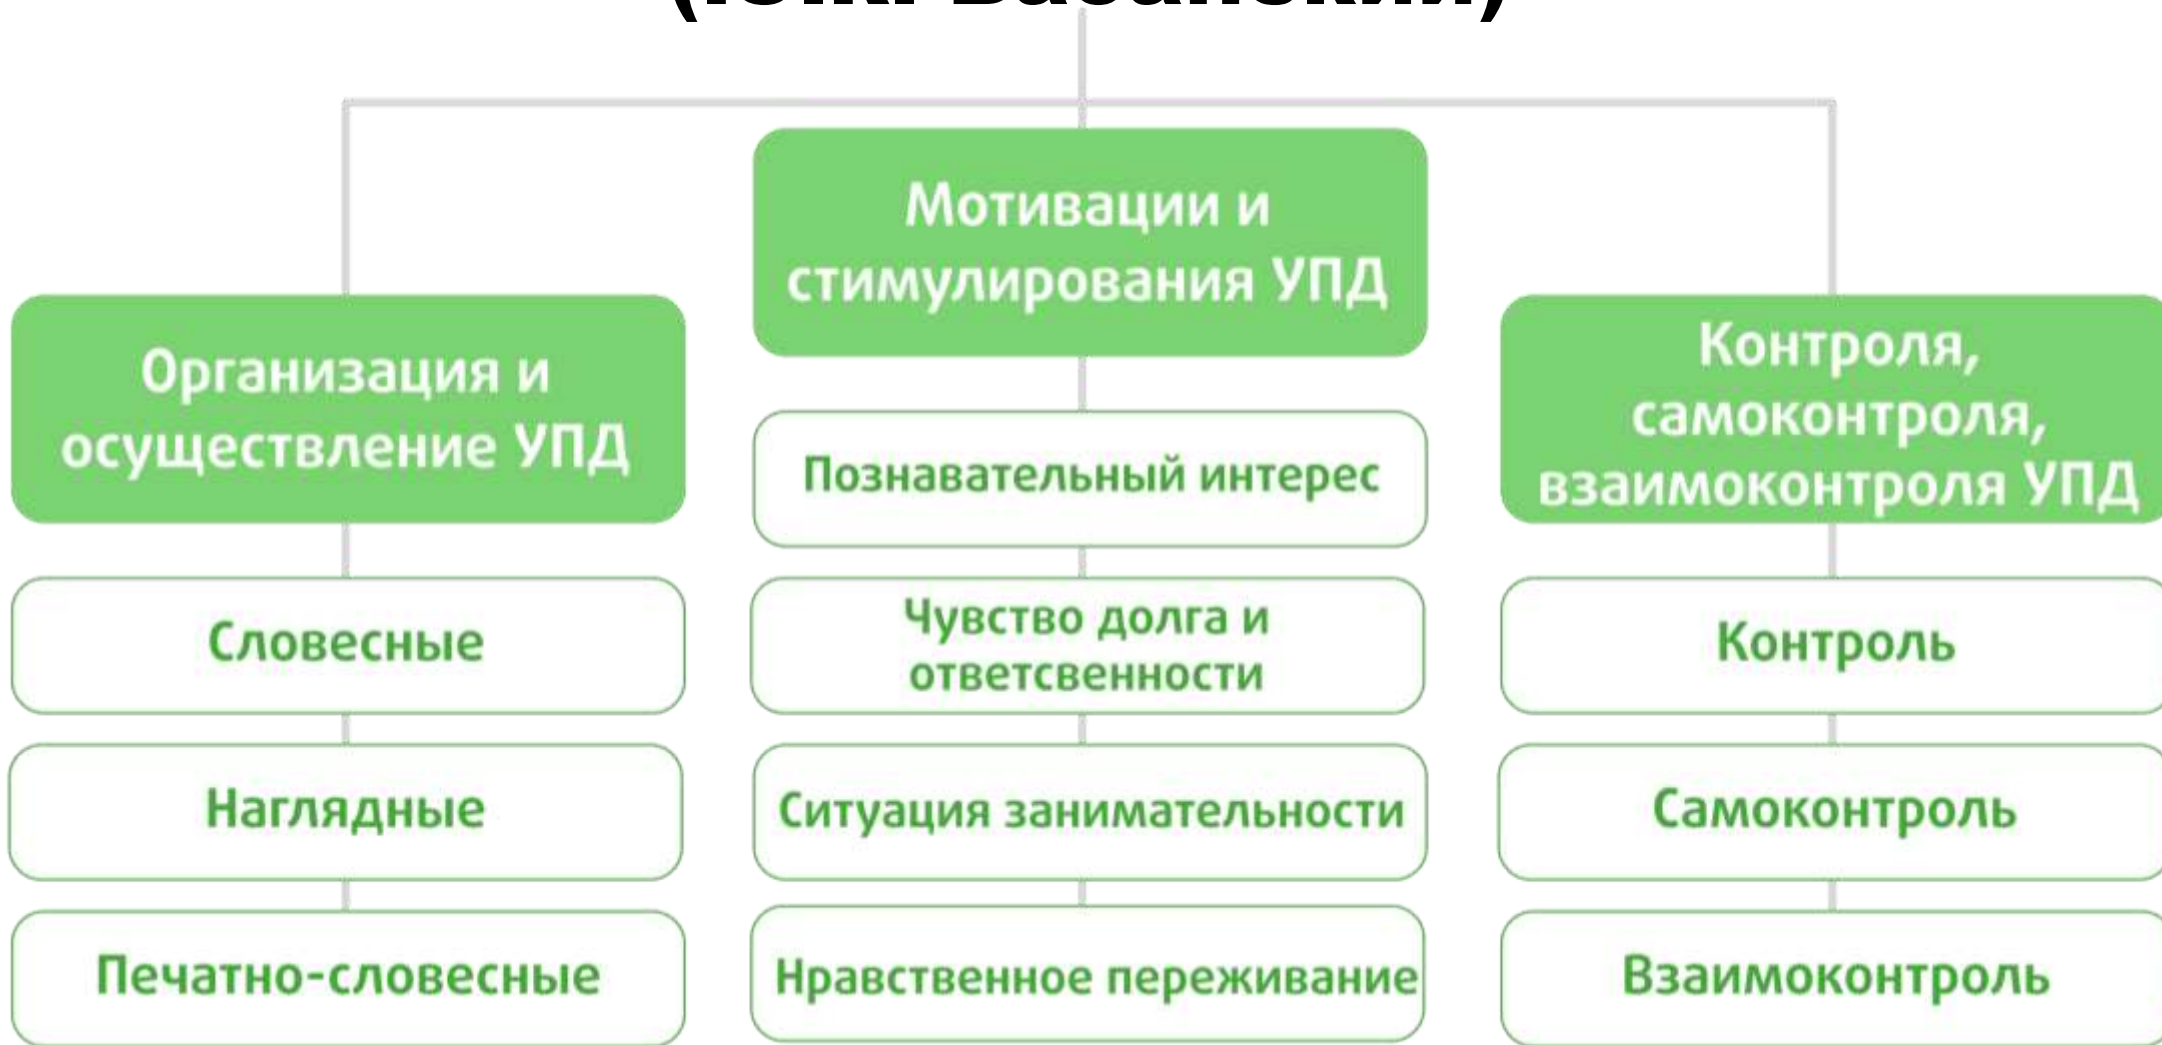 Мотивации и
стимулирования УПД
Организация и
осуществление УПД
Контроля,
самоконтроля,
взаимоконтроля УПД
Познавательный интерес
Словесные
Чувство долга и
ответсвенности
Контроль
Наглядные
Ситуация занимательности
Самоконтроль
Печатно-словесные
Нравственное переживание
Взаимоконтроль